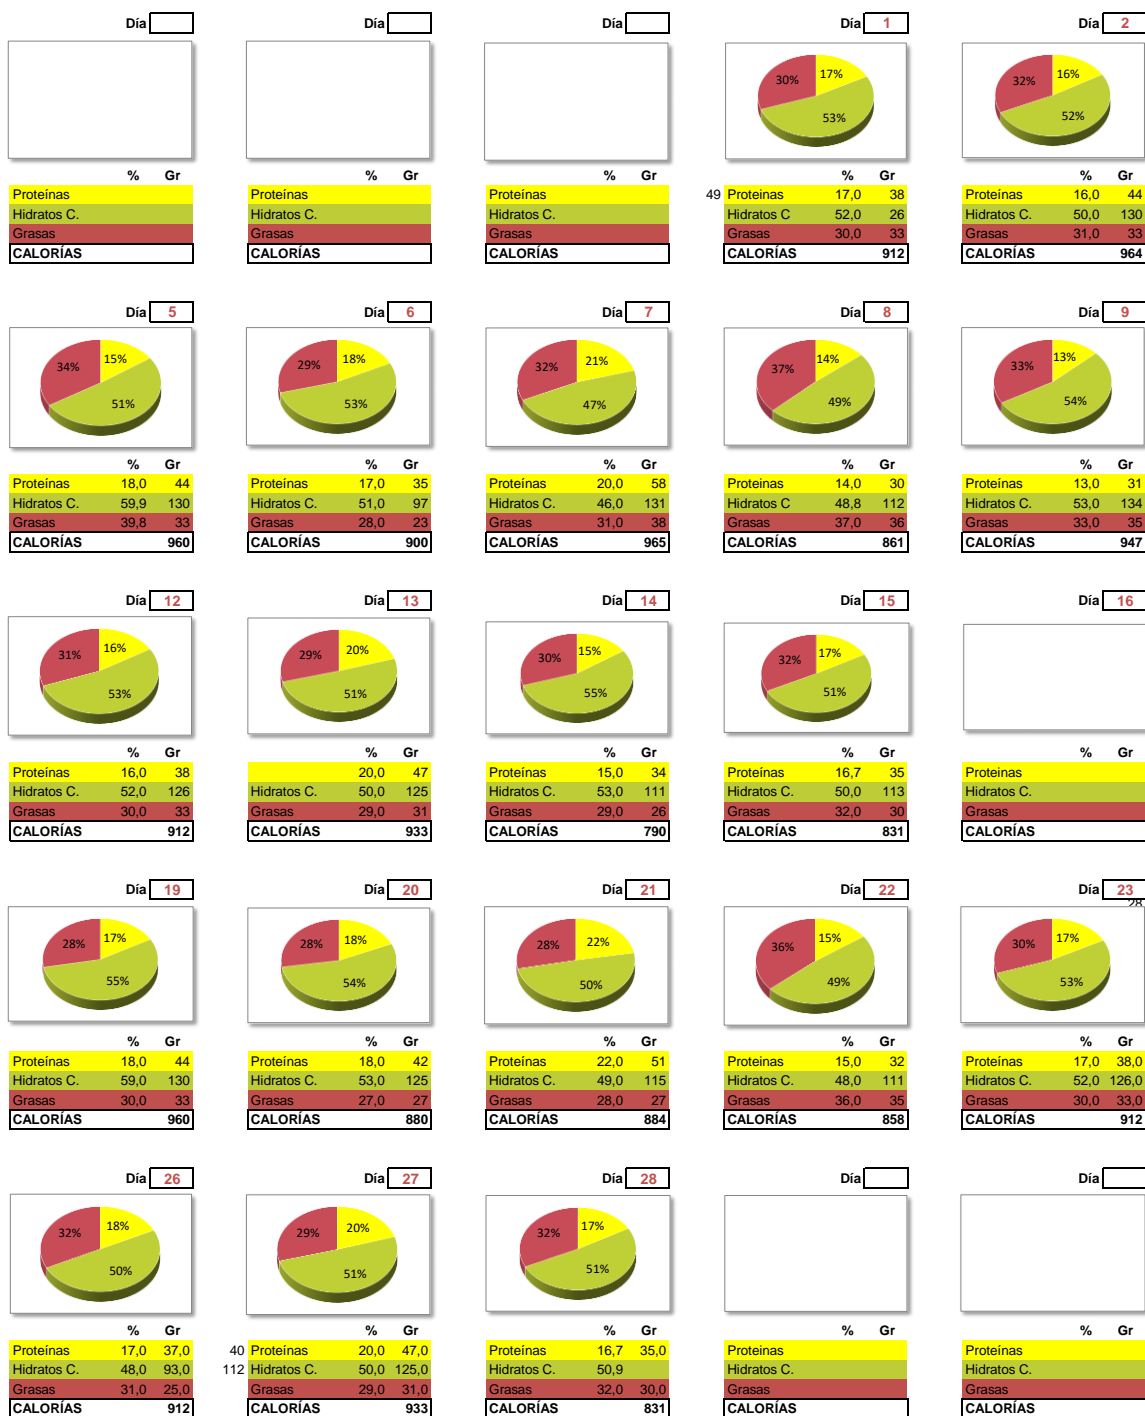 Día Día Día Día 1 Día 2
30% 17% 53% 32% 16% 52%
% Gr % Gr % Gr % Gr % Gr
Proteínas Proteínas Proteínas 49 Proteinas 17,0 38 Proteínas 16,0 44
Hidratos C. Hidratos C. Hidratos C. Hidratos C 52,0 26 Hidratos C. 50,0 130
Grasas Grasas Grasas Grasas 30,0 33 Grasas 31,0 33
CALORÍAS CALORÍAS CALORÍAS CALORÍAS 912 CALORÍAS 964
Día 5 Día 6 Día 7 Día 8 Día 9
34% 15% 51% 29% 18% 53% 32% 21% 47% 37% 14% 49% 33% 13% 54%
% Gr % Gr % Gr % Gr % Gr
Proteínas 18,0 44 Proteínas 17,0 35 Proteínas 20,0 58 Proteinas 14,0 30 Proteínas 13,0 31
Hidratos C. 59,9 130 Hidratos C. 51,0 97 Hidratos C. 46,0 131 Hidratos C 48,8 112 Hidratos C. 53,0 134
Grasas 39,8 33 Grasas 28,0 23 Grasas 31,0 38 Grasas 37,0 36 Grasas 33,0 35
CALORÍAS 960 CALORÍAS 900 CALORÍAS 965 CALORÍAS 861 CALORÍAS 947
Día 12 Día 13 Día 14 Día 15 Día 16
31% 16% 53% 29% 20% 51% 30% 15% 55% 32% 17% 51%
% Gr % Gr % Gr % Gr % Gr
Proteínas 16,0 38 20,0 47 Proteínas 15,0 34 Proteínas 16,7 35 Proteinas
Hidratos C. 52,0 126 Hidratos C. 50,0 125 Hidratos C. 53,0 111 Hidratos C. 50,0 113 Hidratos C.
Grasas 30,0 33 Grasas 29,0 31 Grasas 29,0 26 Grasas 32,0 30 Grasas
CALORÍAS 912 CALORÍAS 933 CALORÍAS 790 CALORÍAS 831 CALORÍAS
Día 19 Día 20 Día 21 Día 22 Día 23
28
28% 17% 55% 28% 18% 54% 28% 22% 50% 36% 15% 49% 30% 17% 53%
% Gr % Gr % Gr % Gr % Gr
Proteínas 18,0 44 Proteínas 18,0 42 Proteínas 22,0 51 Proteinas 15,0 32 Proteínas 17,0 38,0
Hidratos C. 59,0 130 Hidratos C. 53,0 125 Hidratos C. 49,0 115 Hidratos C. 48,0 111 Hidratos C. 52,0 126,0
Grasas 30,0 33 Grasas 27,0 27 Grasas 28,0 27 Grasas 36,0 35 Grasas 30,0 33,0
CALORÍAS 960 CALORÍAS 880 CALORÍAS 884 CALORÍAS 858 CALORÍAS 912
Día 26 Día 27 Día 28 Día Día
32% 18% 50% 29% 20% 51% 32% 17% 51%
% Gr % Gr % Gr % Gr % Gr
Proteínas 17,0 37,0 40 Proteínas 20,0 47,0 Proteínas 16,7 35,0 Proteinas Proteínas
Hidratos C. 48,0 93,0 112 Hidratos C. 50,0 125,0 Hidratos C. 50,9 Hidratos C. Hidratos C.
Grasas 31,0 25,0 Grasas 29,0 31,0 Grasas 32,0 30,0 Grasas Grasas
CALORÍAS 912 CALORÍAS 933 CALORÍAS 831 CALORÍAS CALORÍAS